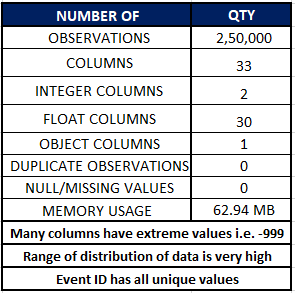 NUMBER OF QTY
OBSERVATIONS 2,50,000
COLUMNS 33
INTEGER COLUMNS 2
FLOAT COLUMNS 30
OBJECT COLUMNS 1
DUPLICATE OBSERVATIONS 0
NULL/MISSING VALUES 0
MEMORY USAGE 62.94 MB
Many columns have extreme values i.e. -999
Range of distribution of data is very high
Event ID has all unique values